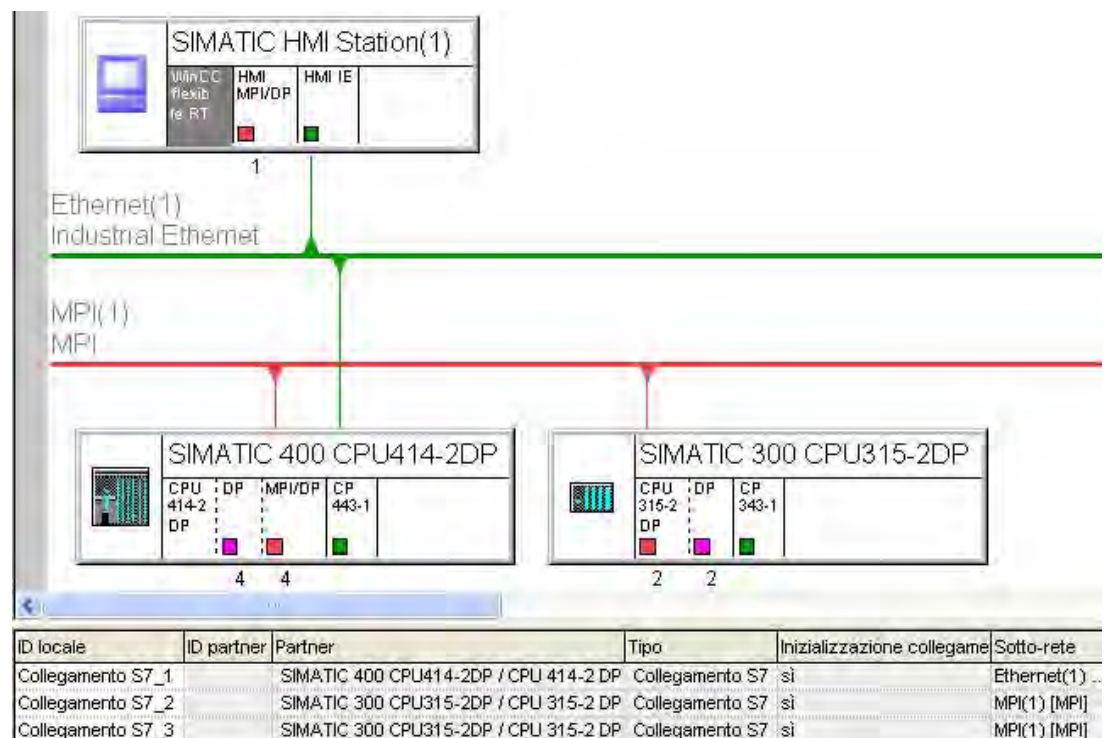 SIMATIC HMI Station(1)
WinCC flexib le RT
HMI MPI/DP
HMI IE
1
Ethernet(1)
Industrial Ethernet
MPI(1)
MPI
SIMATIC 400 CPU414-2DP
CPU 414-2 DP
DP
MPI/DP
CP 443-1
4 4
SIMATIC 300 CPU315-2DP
CPU 315-2 DP
DP
CP 343-1
2 2
ID locale ID partner Partner Tipo Inizializzazione collegame Sotto-rete
Collegamento S7_1 SIMATIC 400 CPU414-2DP / CPU 414-2 DP Collegamento S7 sì Ethernet(1) ...
Collegamento S7_2 SIMATIC 300 CPU315-2DP / CPU 315-2 DP Collegamento S7 sì MPI(1) [MPI]
Collegamento S7_3 SIMATIC 300 CPU315-2DP / CPU 315-2 DP Collegamento S7 sì MPI(1) [MPI]